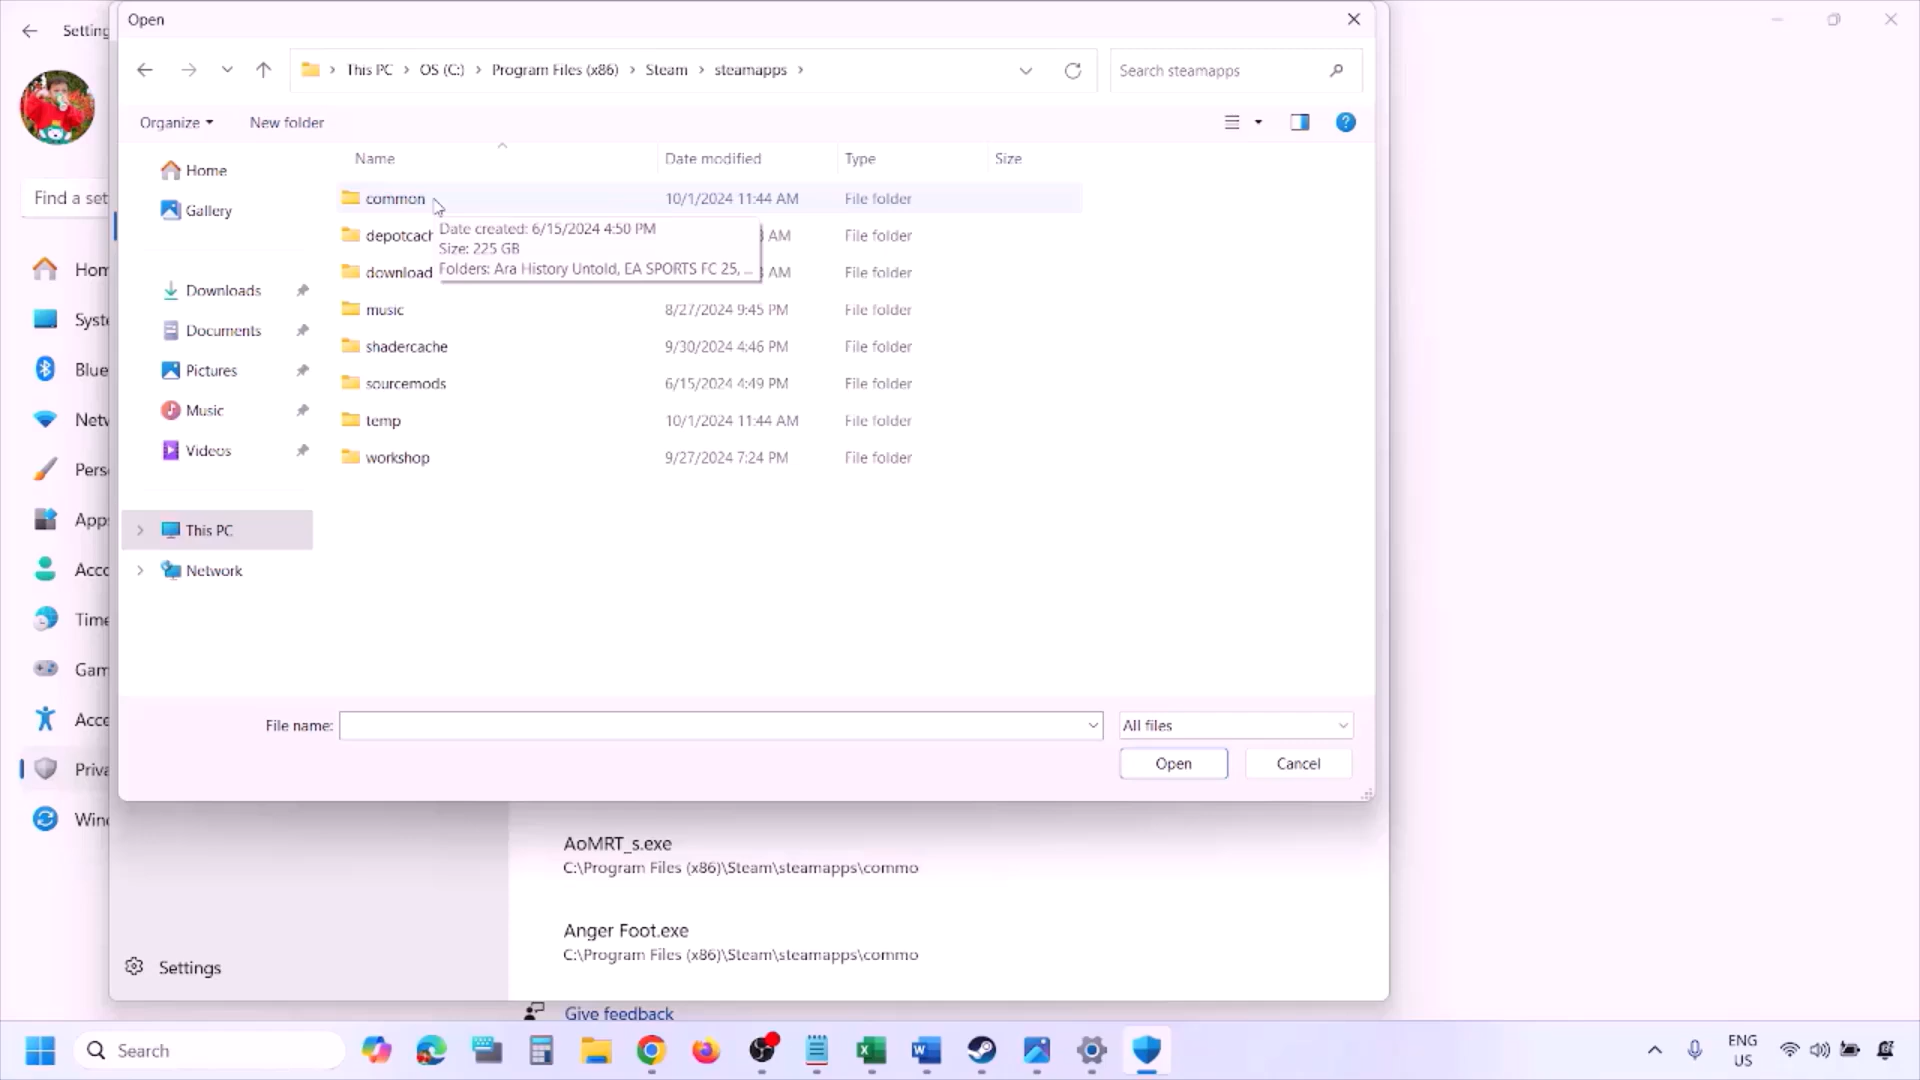 Setting
Open
This PC > OS (C:) > Program Files (x86) > Steam > steamapps >
Search steamapps
Organize
New folder
Name
Date modified
Type
Size
Home
Gallery
Downloads
Documents
Pictures
Music
Videos
This PC
Network
common 10/1/2024 11:44 AM File folder
depotcach AM File folder
download AM File folder
music 8/27/2024 9:45 PM File folder
shadercache 9/30/2024 4:46 PM File folder
sourcemods 6/15/2024 4:49 PM File folder
temp 10/1/2024 11:44 AM File folder
workshop 9/27/2024 7:24 PM File folder
Date created: 6/15/2024 4:50 PM
Size: 225 GB
Folders: Ara History Untold, EA SPORTS FC 25, ...
File name:
All files
Open
Cancel
Find a set
Hom
Syste
Blue
Netw
Perso
Apps
Acco
Time
Gam
Acce
Priva
Wind
AoMRT_s.exe
C:\Program Files (x86)\Steam\steamapps\commo
Anger Foot.exe
C:\Program Files (x86)\Steam\steamapps\commo
Settings
Give feedback
Search
ENG
US